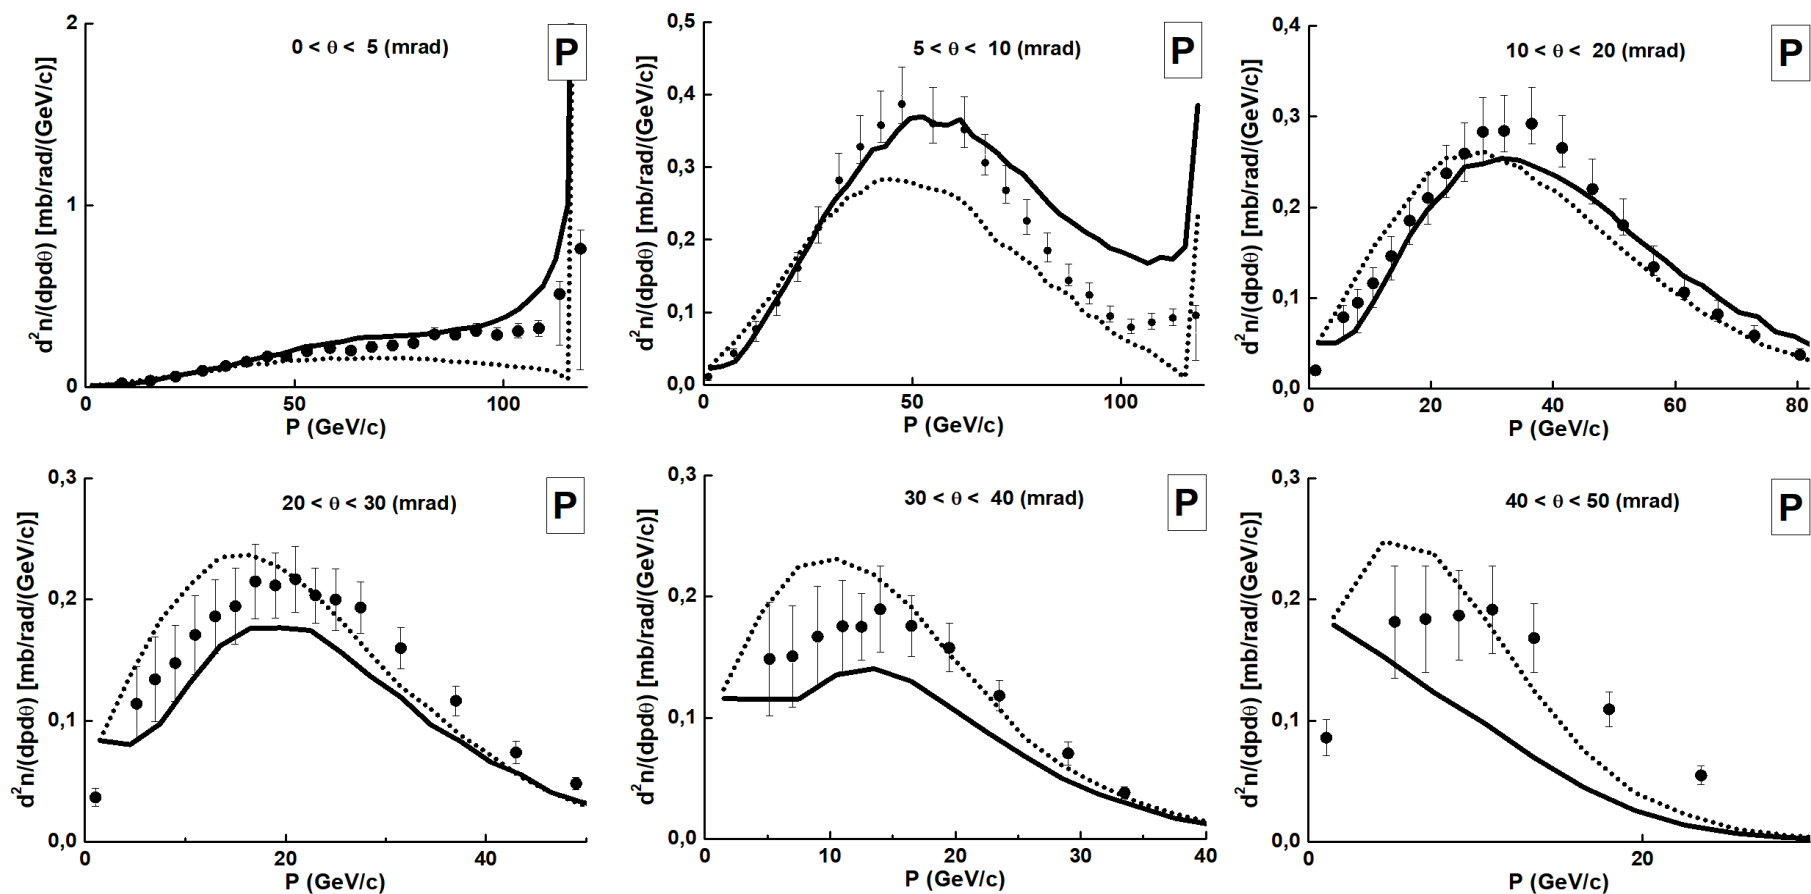 0 < θ < 5 (mrad)
P
d²n/(dpdθ) [mb/rad/(GeV/c)]
2
1
0
0 50 100
P (GeV/c)
5 < θ < 10 (mrad)
P
d²n/(dpdθ) [mb/rad/(GeV/c)]
0,5
0,4
0,3
0,2
0,1
0,0
0 50 100
P (GeV/c)
10 < θ < 20 (mrad)
P
d²n/(dpdθ) [mb/rad/(GeV/c)]
0,4
0,3
0,2
0,1
0,0
0 20 40 60 80
P (GeV/c)
20 < θ < 30 (mrad)
P
d²n/(dpdθ) [mb/rad/(GeV/c)]
0,3
0,2
0,1
0,0
0 20 40
P (GeV/c)
30 < θ < 40 (mrad)
P
d²n/(dpdθ) [mb/rad/(GeV/c)]
0,3
0,2
0,1
0,0
0 10 20 30 40
P (GeV/c)
40 < θ < 50 (mrad)
P
d²n/(dpdθ) [mb/rad/(GeV/c)]
0,3
0,2
0,1
0,0
0 20
P (GeV/c)